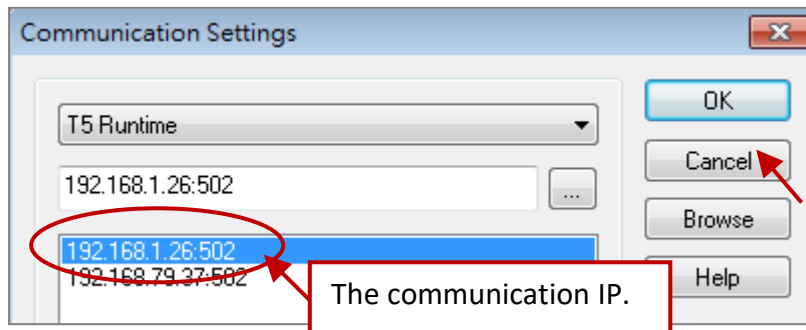 Communication Settings
T5 Runtime
OK
192.168.1.26:502
...
Cancel
Browse
192.168.1.26:502
192.168.79.37:502
The communication IP.
Help